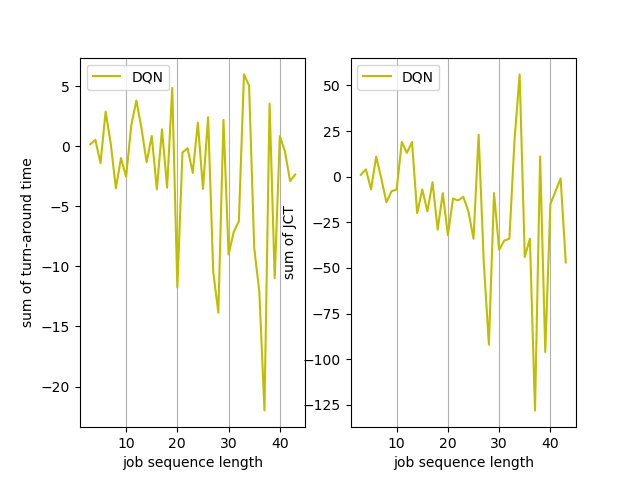 DQN
sum of turn-around time
5
0
−5
−10
−15
−20
10 20 30 40
job sequence length
DQN
sum of JCT
50
25
0
−25
−50
−75
−100
−125
10 20 30 40
job sequence length